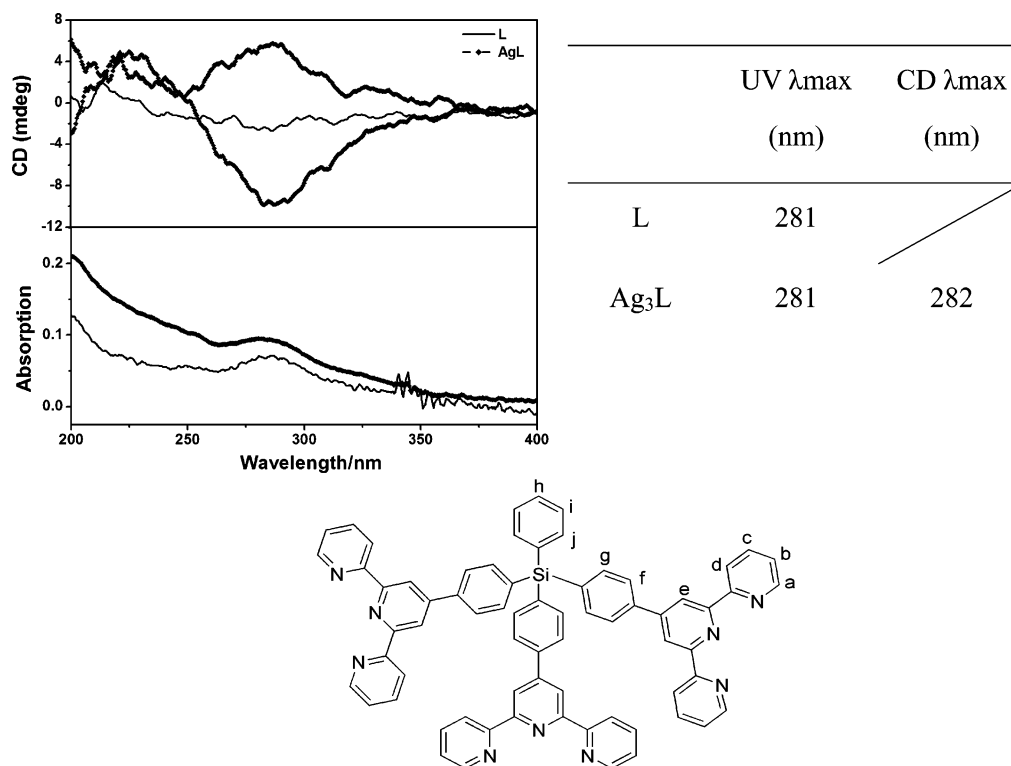 8
4
0
-4
-8
-12
CD (mdeg)
L
AgL
0.2
0.1
0.0
Absorption
200 250 300 350 400
Wavelength/nm
UV λmax CD λmax
(nm) (nm)
L 281
Ag₃L 281 282
h
i
j
g
f
e
d
c
b
a
Si
N
N
N
N
N
N
N
N
N